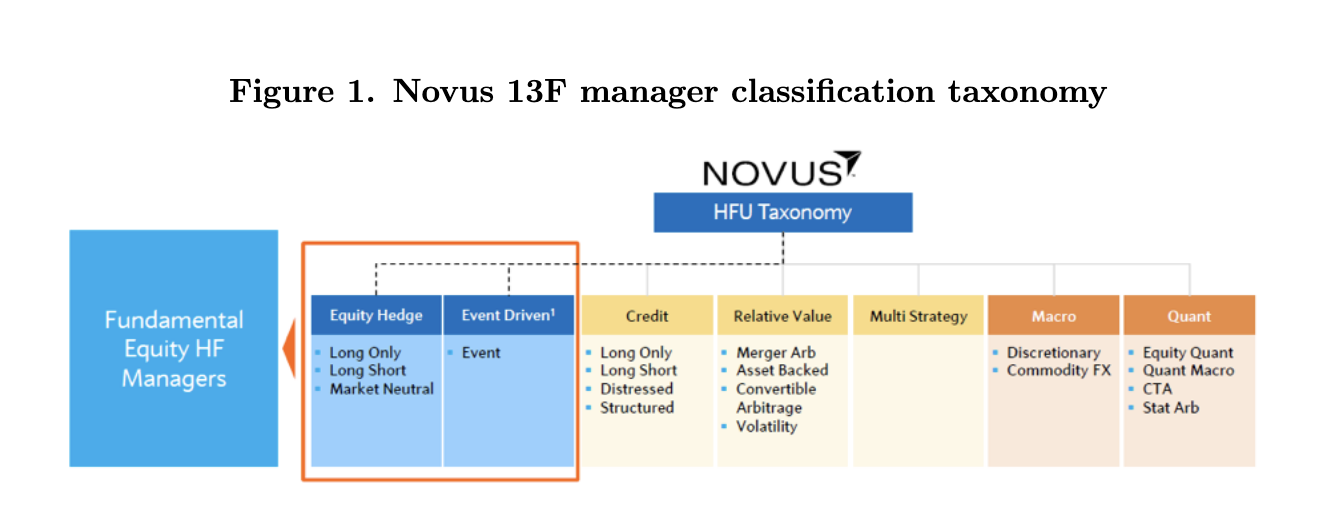 Figure 1. Novus 13F manager classification taxonomy
NOVUS
HFU Taxonomy
Fundamental
Equity HF
Managers
Equity Hedge
Long Only
Long Short
Market Neutral
Event Driven¹
Event
Credit
Long Only
Long Short
Distressed
Structured
Relative Value
Merger Arb
Asset Backed
Convertible
Arbitrage
Volatility
Multi Strategy
Macro
Discretionary
Commodity FX
Quant
Equity Quant
Quant Macro
CTA
Stat Arb